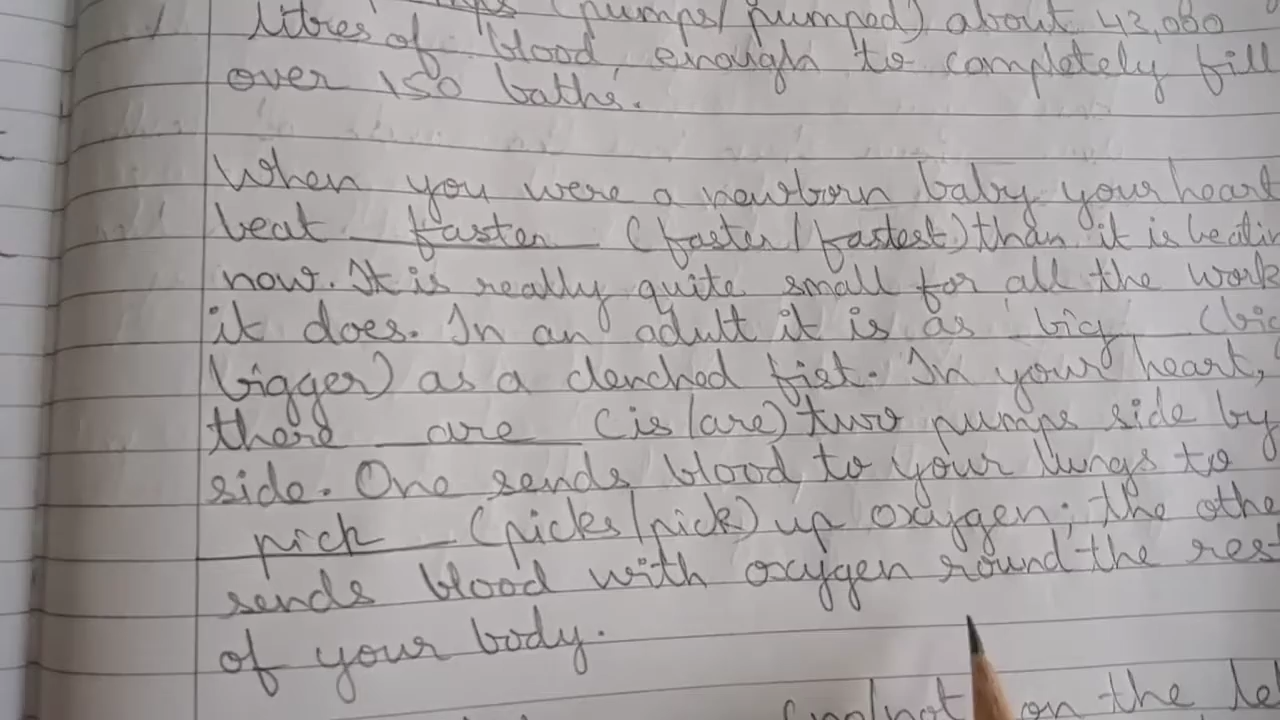 (pumps/pumped) about 43,000
litres of blood, enough to completely fill
over 150 baths.
When you were a newborn baby your heart
beat faster (faster/fastest) than it is beatin
now. It is really quite small for all the work
it does. In an adult it is as big (big
bigger) as a clenched fist. In your heart,
there are (is/are) two pumps side by
side. One sends blood to your lungs to
pick (picks/pick) up oxygen; the othe
sends blood with oxygen round the res
of your body.
on the le